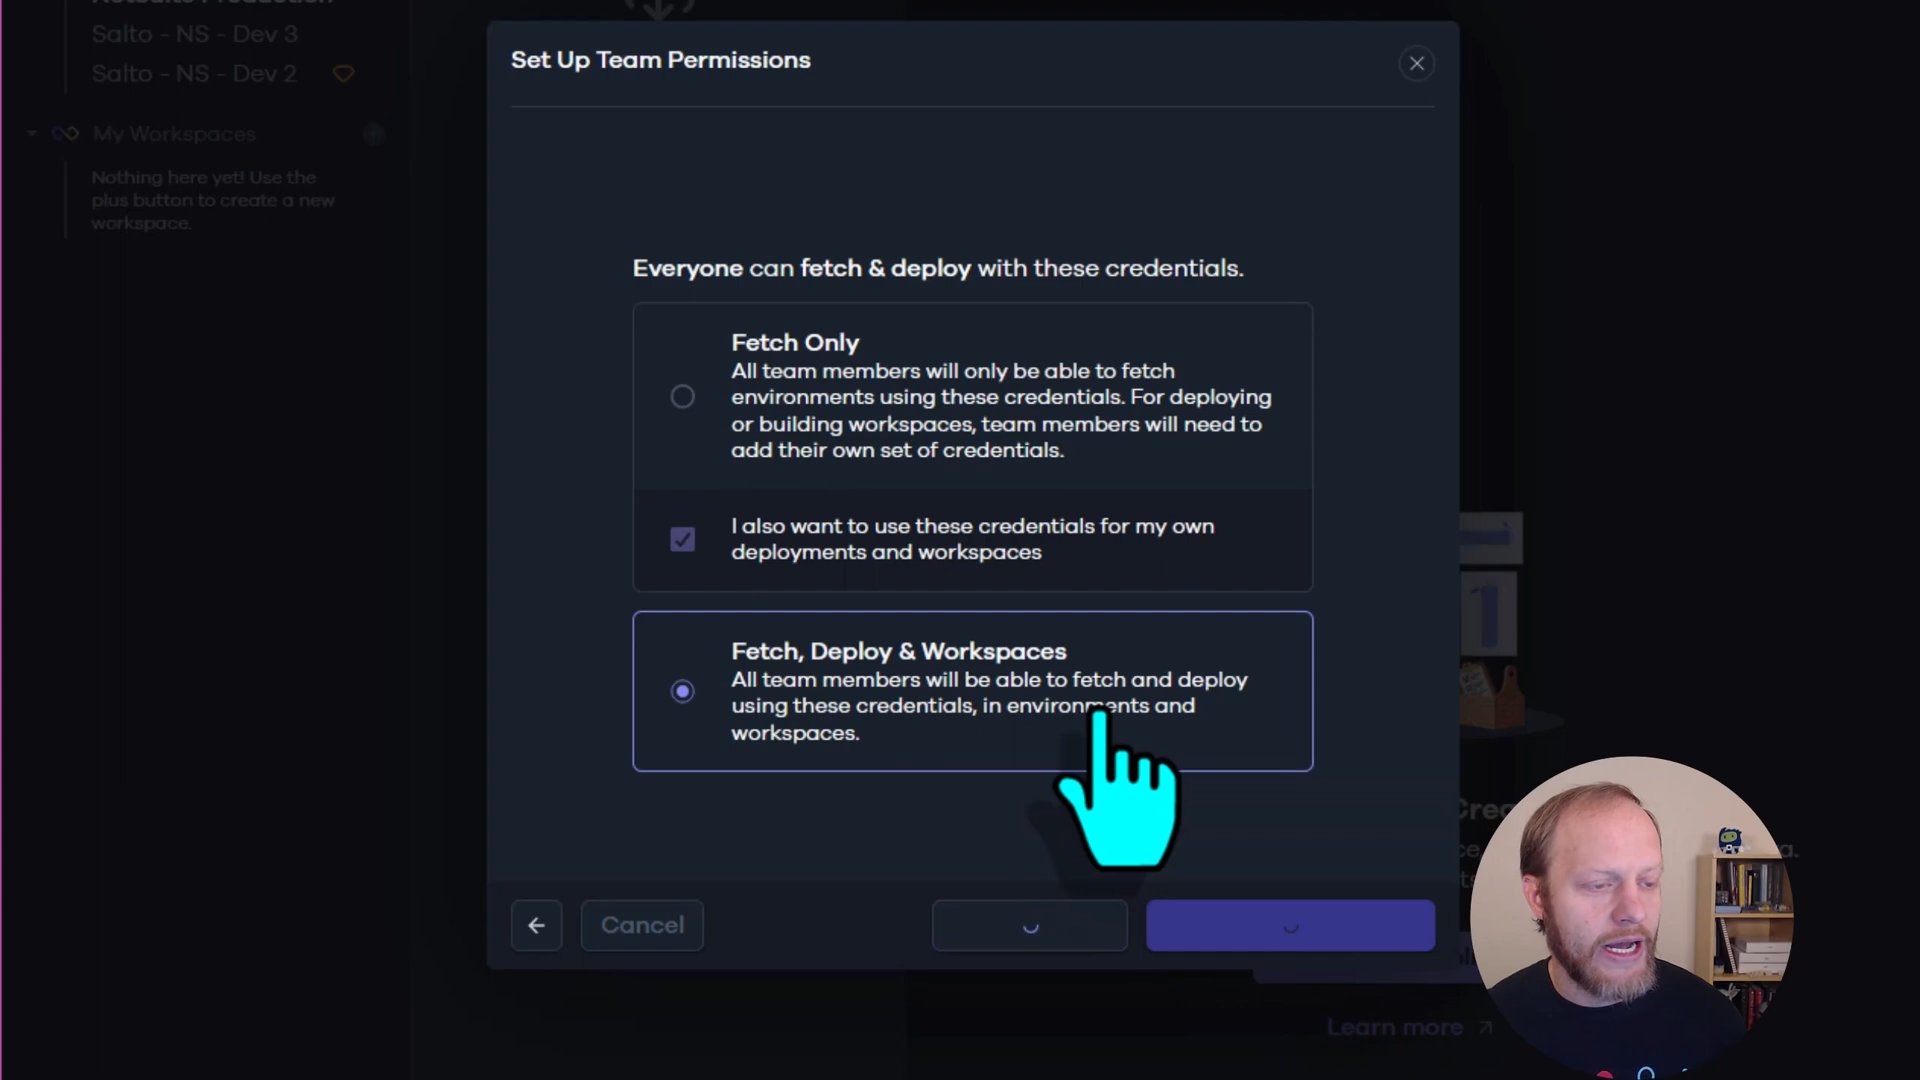 Netsuite Production
Salto - NS - Dev 3
Salto - NS - Dev 2
My Workspaces
Nothing here yet! Use the
plus button to create a new
workspace.
Set Up Team Permissions
Everyone can fetch & deploy with these credentials.
Fetch Only
All team members will only be able to fetch
environments using these credentials. For deploying
or building workspaces, team members will need to
add their own set of credentials.
I also want to use these credentials for my own
deployments and workspaces
Fetch, Deploy & Workspaces
All team members will be able to fetch and deploy
using these credentials, in environments and
workspaces.
Cancel
Learn more